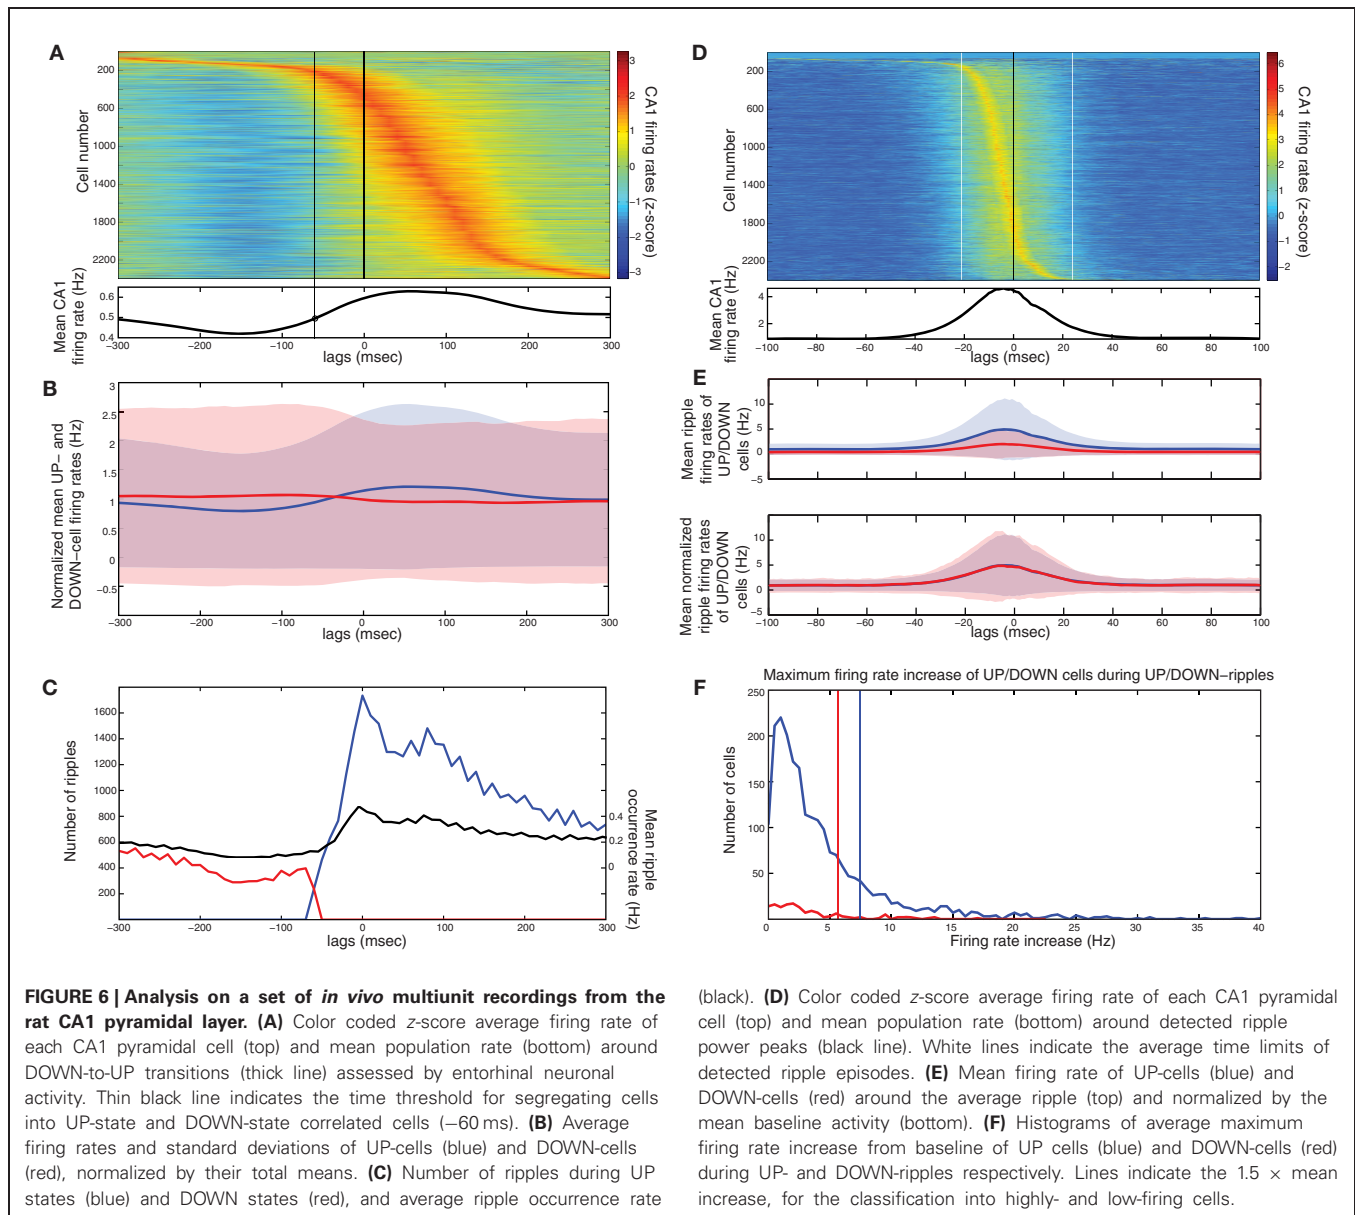 A
200
600
1000
1400
1800
2200
Cell number
3
2
1
0
−1
−2
−3
CA1 firing rates (z-score)
0.6
0.5
0.4
Mean CA1
firing rate (Hz)
−300
−200
−100
0
100
200
300
lags (msec)
B
3
2.5
2
1.5
1
0.5
0
−0.5
Normalized mean UP− and
DOWN−cell firing rates (Hz)
−300
−200
−100
0
100
200
300
lags (msec)
C
1600
1400
1200
1000
800
600
400
200
Number of ripples
0.4
0.2
0
Mean ripple
occurrence rate (Hz)
−300
−200
−100
0
100
200
300
lags (msec)
D
200
600
1000
1400
1800
2200
Cell number
6
5
4
3
2
1
0
−1
−2
CA1 firing rates (z-score)
4
2
Mean CA1
firing rate (Hz)
−100
−80
−60
−40
−20
0
20
40
60
80
100
lags (msec)
E
10
5
0
−5
Mean ripple
firing rates of
UP/DOWN
cells (Hz)
10
5
0
−5
Mean normalized
ripple firing rates
of UP/DOWN
cells (Hz)
−100
−80
−60
−40
−20
0
20
40
60
80
100
lags (msec)
F
Maximum firing rate increase of UP/DOWN cells during UP/DOWN−ripples
250
200
150
100
50
Number of cells
0
5
10
15
20
25
30
35
40
Firing rate increase (Hz)
FIGURE 6 | Analysis on a set of in vivo multiunit recordings from the
rat CA1 pyramidal layer. (A) Color coded z-score average firing rate of
each CA1 pyramidal cell (top) and mean population rate (bottom) around
DOWN-to-UP transitions (thick line) assessed by entorhinal neuronal
activity. Thin black line indicates the time threshold for segregating cells
into UP-state and DOWN-state correlated cells (−60 ms). (B) Average
firing rates and standard deviations of UP-cells (blue) and DOWN-cells
(red), normalized by their total means. (C) Number of ripples during UP
states (blue) and DOWN states (red), and average ripple occurrence rate
(black). (D) Color coded z-score average firing rate of each CA1 pyramidal
cell (top) and mean population rate (bottom) around detected ripple
power peaks (black line). White lines indicate the average time limits of
detected ripple episodes. (E) Mean firing rate of UP-cells (blue) and
DOWN-cells (red) around the average ripple (top) and normalized by the
mean baseline activity (bottom). (F) Histograms of average maximum
firing rate increase from baseline of UP cells (blue) and DOWN-cells (red)
during UP- and DOWN-ripples respectively. Lines indicate the 1.5 × mean
increase, for the classification into highly- and low-firing cells.